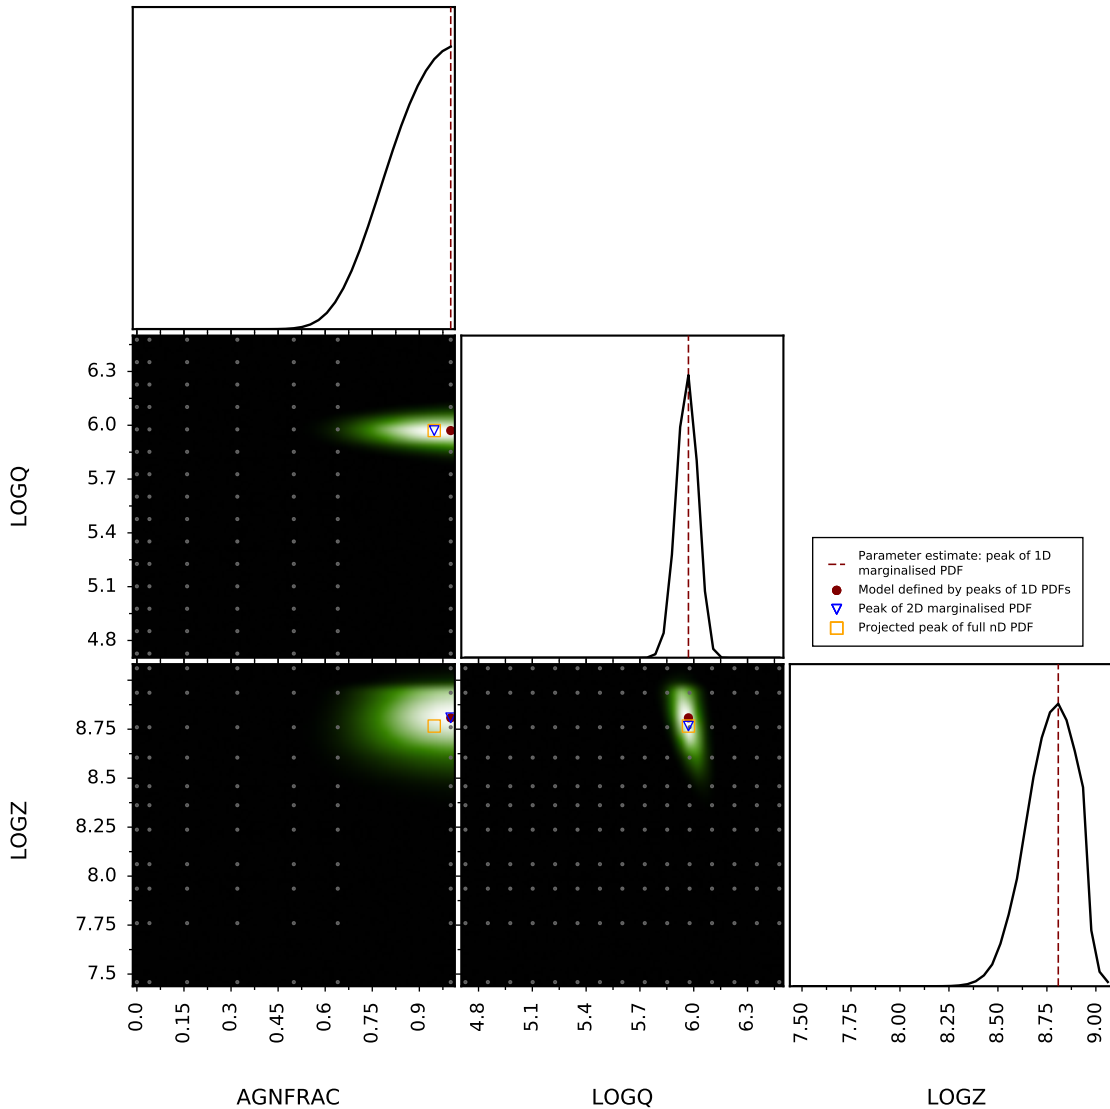 LOGQ
6.3
6.0
5.7
5.4
5.1
4.8
Parameter estimate: peak of 1D
marginalised PDF
Model defined by peaks of 1D PDFs
Peak of 2D marginalised PDF
Projected peak of full nD PDF
LOGZ
8.75
8.5
8.25
8.0
7.75
7.5
0.0 0.15 0.3 0.45 0.6 0.75 0.9 4.8 5.1 5.4 5.7 6.0 6.3 7.50 7.75 8.00 8.25 8.50 8.75 9.00
AGNFRAC LOGQ LOGZ